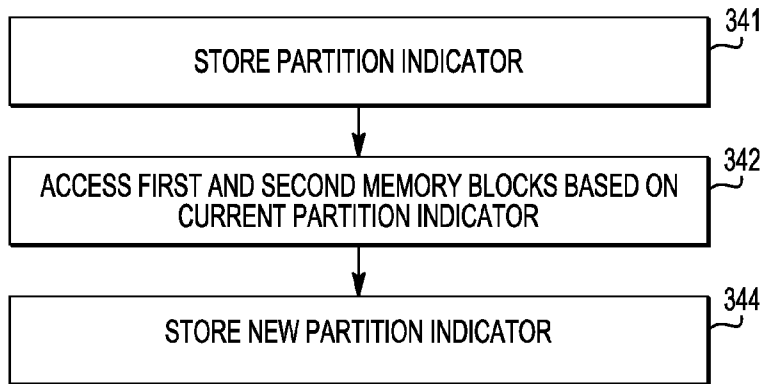 341
STORE PARTITION INDICATOR
342
ACCESS FIRST AND SECOND MEMORY BLOCKS BASED ON
CURRENT PARTITION INDICATOR
344
STORE NEW PARTITION INDICATOR